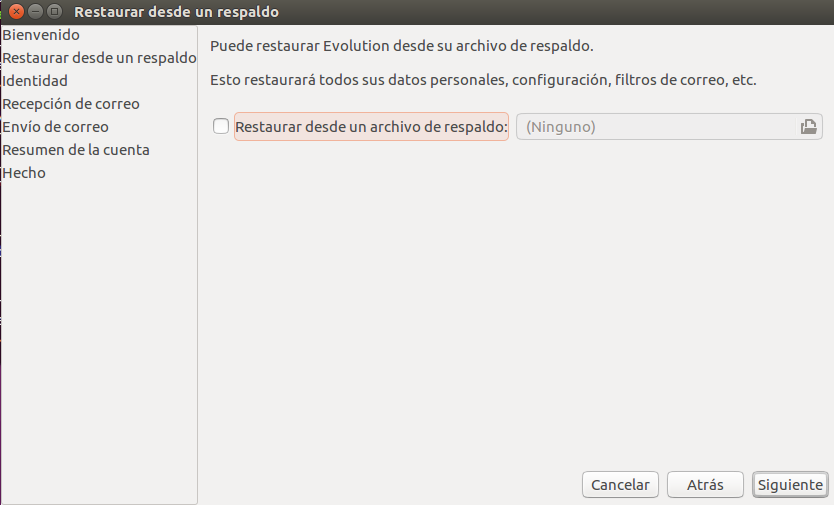 Restaurar desde un respaldo
Bienvenido
Restaurar desde un respaldo
Identidad
Recepción de correo
Envío de correo
Resumen de la cuenta
Hecho
Puede restaurar Evolution desde su archivo de respaldo.
Esto restaurará todos sus datos personales, configuración, filtros de correo, etc.
Restaurar desde un archivo de respaldo: (Ninguno)
Cancelar Atrás Siguiente